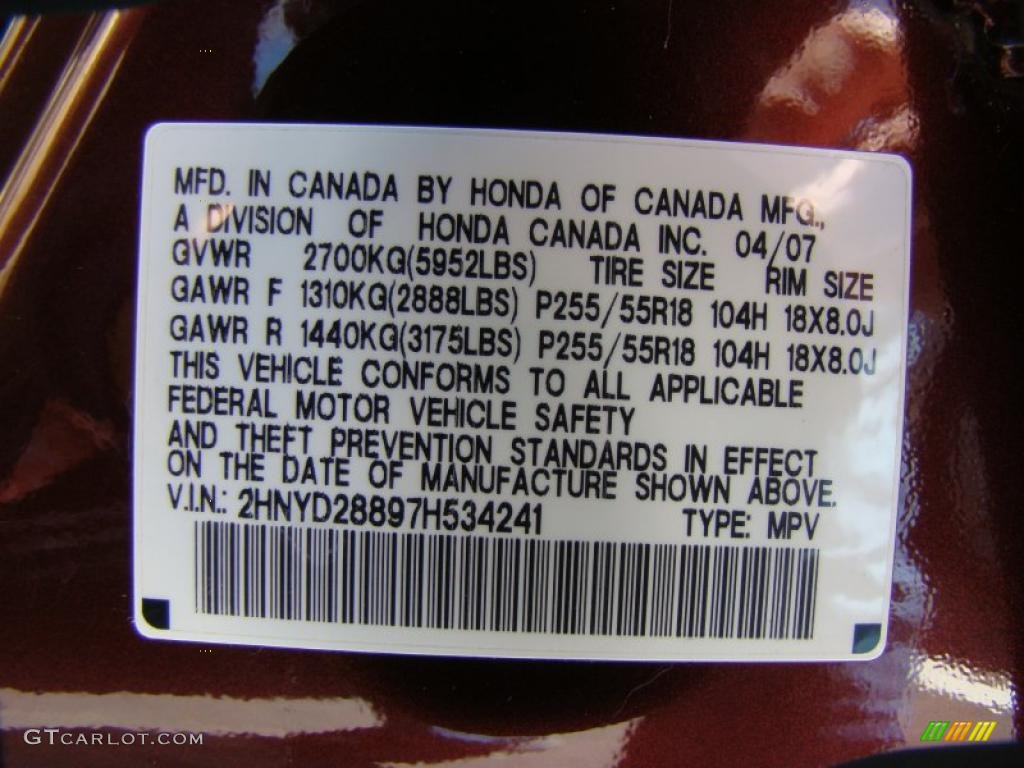 MFD. IN CANADA BY HONDA OF CANADA MFG.,
A DIVISION OF HONDA CANADA INC. 04/07
GVWR 2700KG(5952LBS) TIRE SIZE RIM SIZE
GAWR F 1310KG(2888LBS) P255/55R18 104H 18X8.0J
GAWR R 1440KG(3175LBS) P255/55R18 104H 18X8.0J
THIS VEHICLE CONFORMS TO ALL APPLICABLE
FEDERAL MOTOR VEHICLE SAFETY
AND THEFT PREVENTION STANDARDS IN EFFECT
ON THE DATE OF MANUFACTURE SHOWN ABOVE.
V.I.N.: 2HNYD28897H534241 TYPE: MPV
GTCARLOT.COM